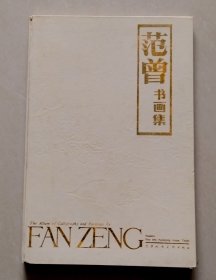 范曾
书画集
The Album of Calligraphy and Paintings by
FAN ZENG